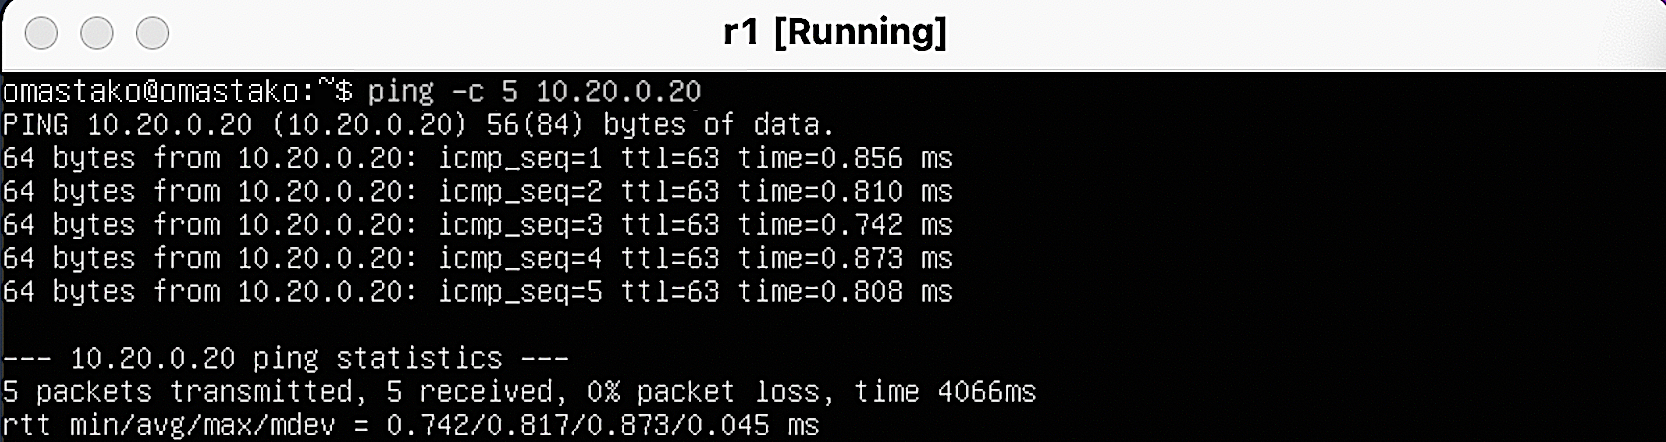 r1 [Running]
omastako@omastako:~$ ping -c 5 10.20.0.20
PING 10.20.0.20 (10.20.0.20) 56(84) bytes of data.
64 bytes from 10.20.0.20: icmp_seq=1 ttl=63 time=0.856 ms
64 bytes from 10.20.0.20: icmp_seq=2 ttl=63 time=0.810 ms
64 bytes from 10.20.0.20: icmp_seq=3 ttl=63 time=0.742 ms
64 bytes from 10.20.0.20: icmp_seq=4 ttl=63 time=0.873 ms
64 bytes from 10.20.0.20: icmp_seq=5 ttl=63 time=0.808 ms
--- 10.20.0.20 ping statistics ---
5 packets transmitted, 5 received, 0% packet loss, time 4066ms
rtt min/avg/max/mdev = 0.742/0.817/0.873/0.045 ms